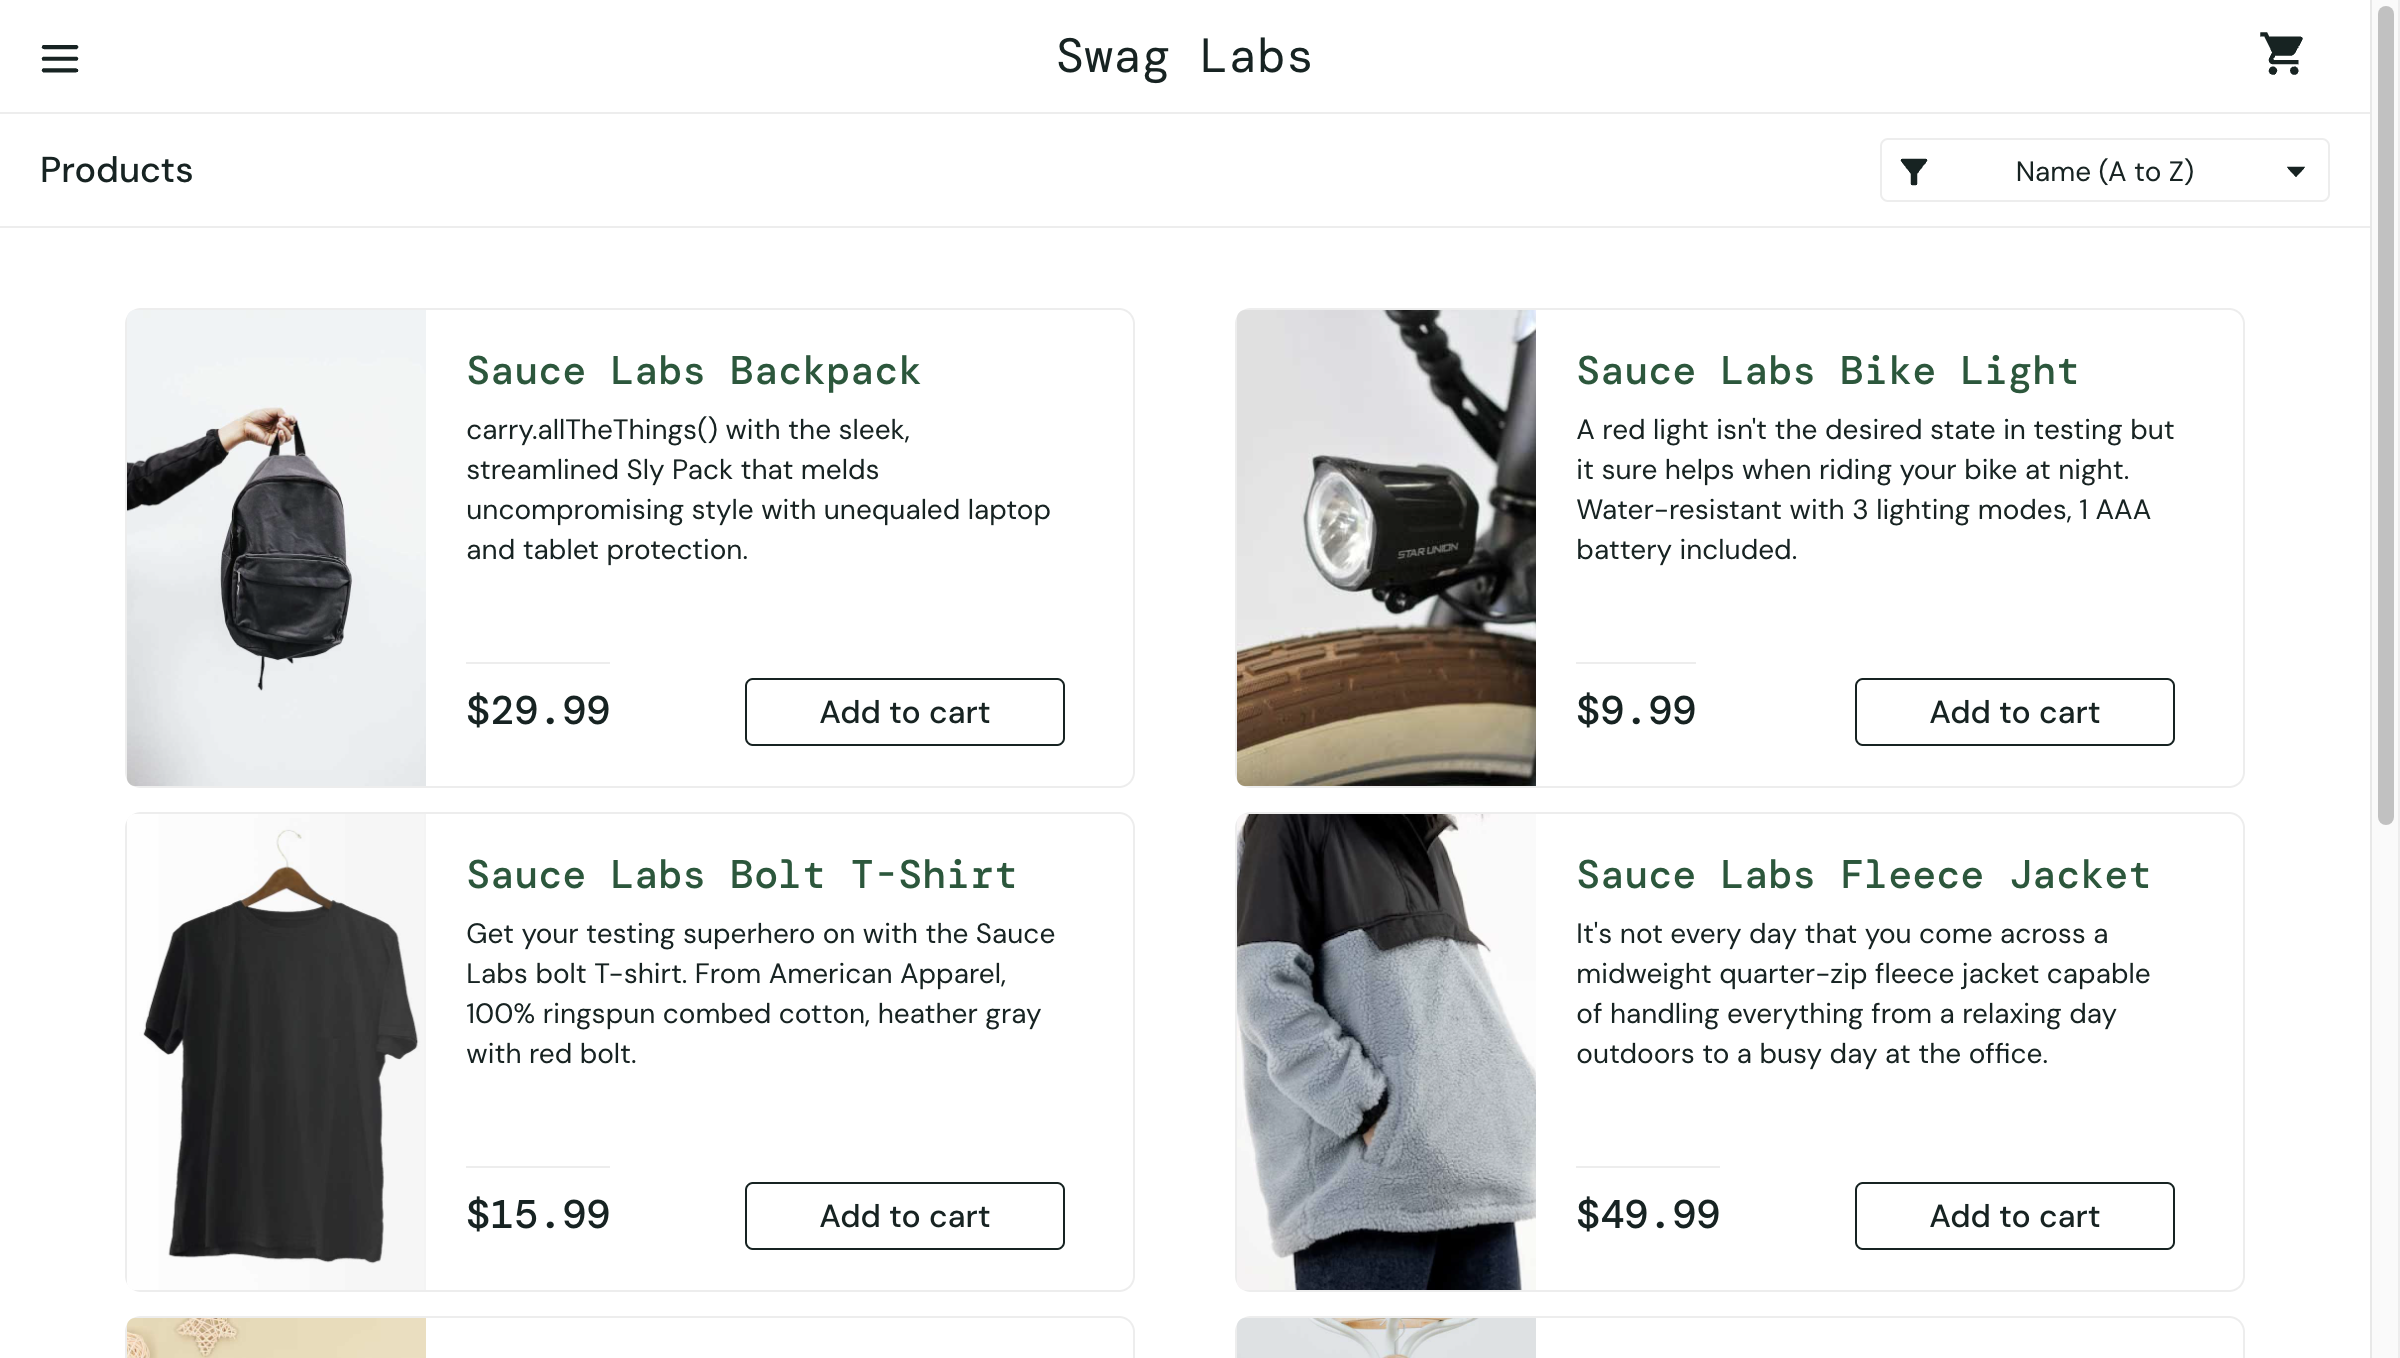 Swag Labs
Products
Name (A to Z)
Sauce Labs Backpack
carry.allTheThings() with the sleek,
streamlined Sly Pack that melds
uncompromising style with unequaled laptop
and tablet protection.
$29.99
Add to cart
STAR UNION
Sauce Labs Bike Light
A red light isn't the desired state in testing but
it sure helps when riding your bike at night.
Water-resistant with 3 lighting modes, 1 AAA
battery included.
$9.99
Add to cart
Sauce Labs Bolt T-Shirt
Get your testing superhero on with the Sauce
Labs bolt T-shirt. From American Apparel,
100% ringspun combed cotton, heather gray
with red bolt.
$15.99
Add to cart
Sauce Labs Fleece Jacket
It's not every day that you come across a
midweight quarter-zip fleece jacket capable
of handling everything from a relaxing day
outdoors to a busy day at the office.
$49.99
Add to cart